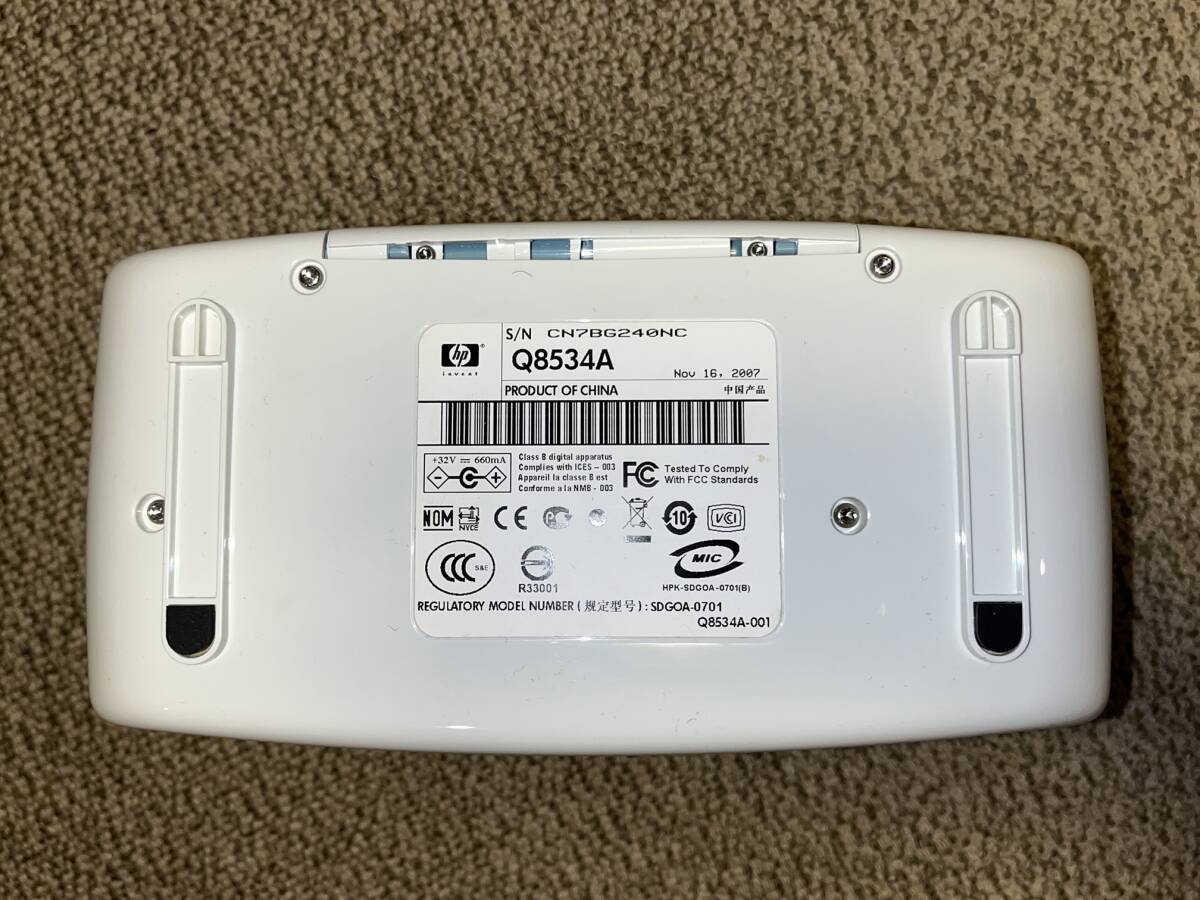 S/N CN7BG240NC
hp
invent
Q8534A
Nov 16, 2007
PRODUCT OF CHINA 中国产品
+32V 660mA
Class B digital apparatus
Complies with ICES - 003
Appareil la classe B est
Conforme a la NMB - 003
FC Tested To Comply
With FCC Standards
NOM NYCE CE 10 VCCI
CCC S&E
R33001
MIC
HPK-SDGOA-0701(B)
REGULATORY MODEL NUMBER (规定型号): SDGOA-0701
Q8534A-001